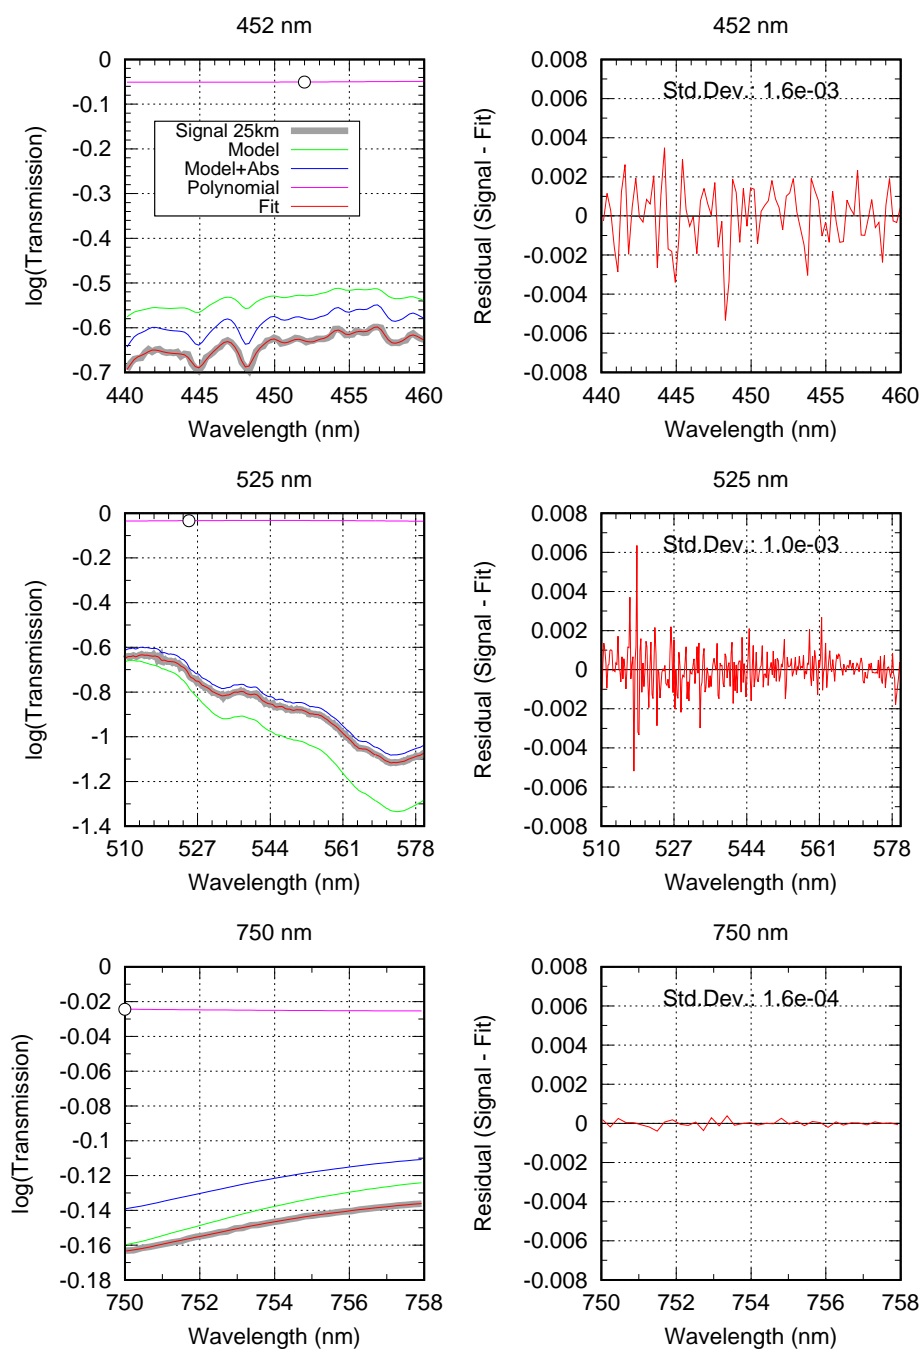 452 nm
0
-0.1
-0.2
-0.3
-0.4
-0.5
-0.6
-0.7
440 445 450 455 460
log(Transmission)
Wavelength (nm)
Signal 25km
Model
Model+Abs
Polynomial
Fit
452 nm
0.008
0.006
0.004
0.002
0
-0.002
-0.004
-0.006
-0.008
440 445 450 455 460
Residual (Signal - Fit)
Wavelength (nm)
Std.Dev.: 1.6e-03
525 nm
0
-0.2
-0.4
-0.6
-0.8
-1
-1.2
-1.4
510 527 544 561 578
log(Transmission)
Wavelength (nm)
525 nm
0.008
0.006
0.004
0.002
0
-0.002
-0.004
-0.006
-0.008
510 527 544 561 578
Residual (Signal - Fit)
Wavelength (nm)
Std.Dev.: 1.0e-03
750 nm
0
-0.02
-0.04
-0.06
-0.08
-0.1
-0.12
-0.14
-0.16
-0.18
750 752 754 756 758
log(Transmission)
Wavelength (nm)
750 nm
0.008
0.006
0.004
0.002
0
-0.002
-0.004
-0.006
-0.008
750 752 754 756 758
Residual (Signal - Fit)
Wavelength (nm)
Std.Dev.: 1.6e-04